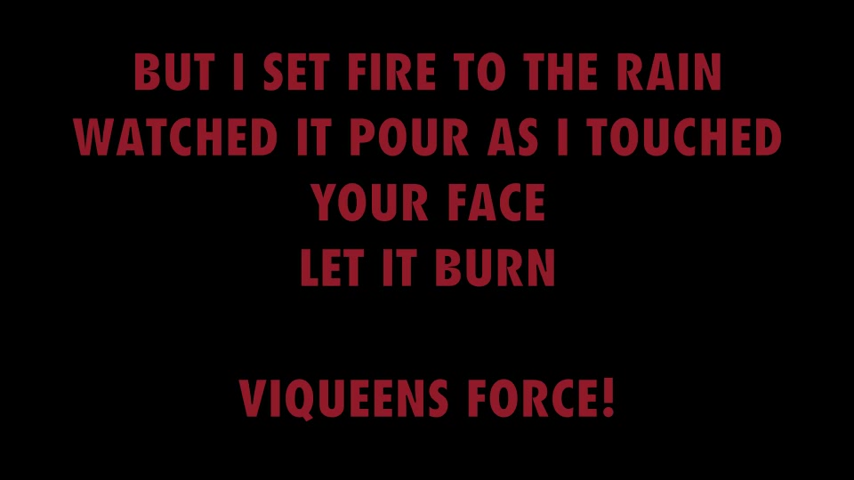 BUT I SET FIRE TO THE RAIN
WATCHED IT POUR AS I TOUCHED
YOUR FACE
LET IT BURN
VIQUEENS FORCE!